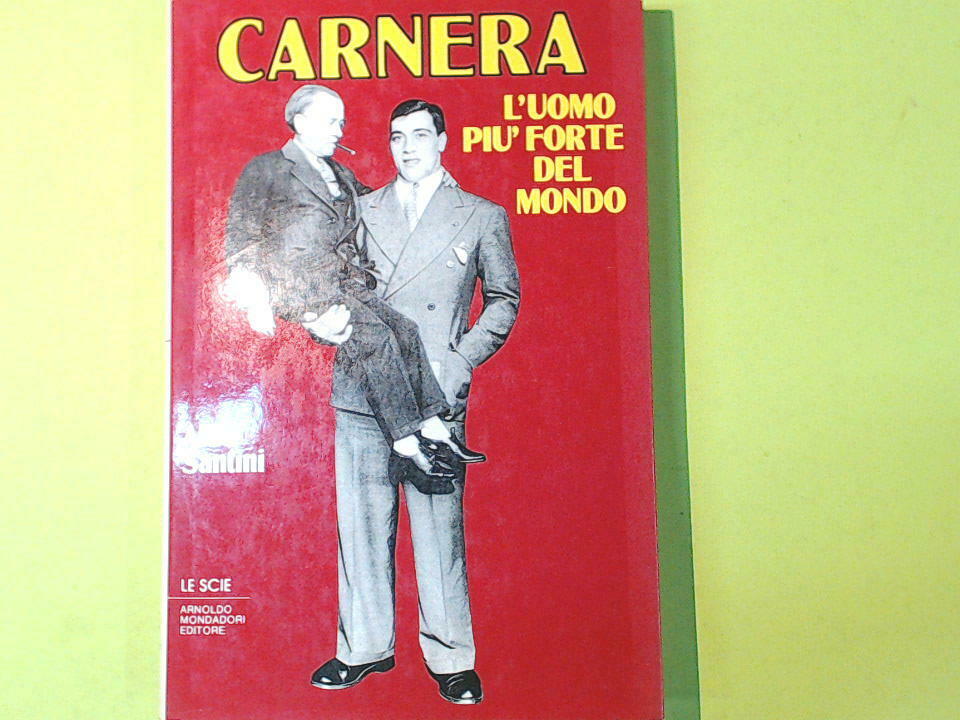 CARNERA
L'UOMO
PIU' FORTE
DEL
MONDO
Santini
LE SCIE
ARNOLDO
MONDADORI
EDITORE